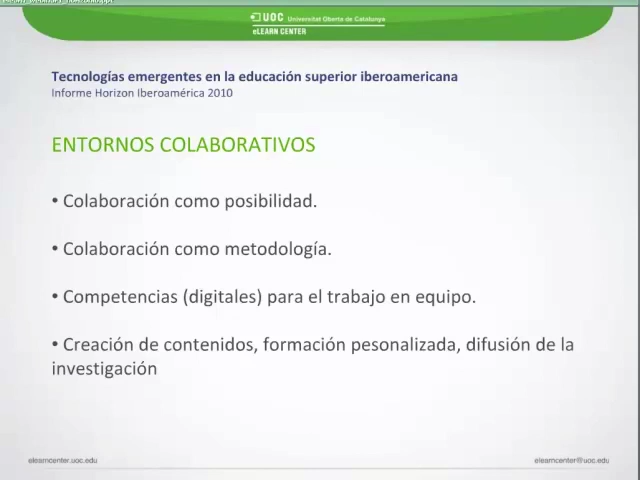 UOC Universitat Oberta de Catalunya
eLEARN CENTER
Tecnologías emergentes en la educación superior iberoamericana
Informe Horizon Iberoamérica 2010
ENTORNOS COLABORATIVOS
• Colaboración como posibilidad.
• Colaboración como metodología.
• Competencias (digitales) para el trabajo en equipo.
• Creación de contenidos, formación pesonalizada, difusión de la
investigación
elearncenter.uoc.edu
elearncenter@uoc.edu